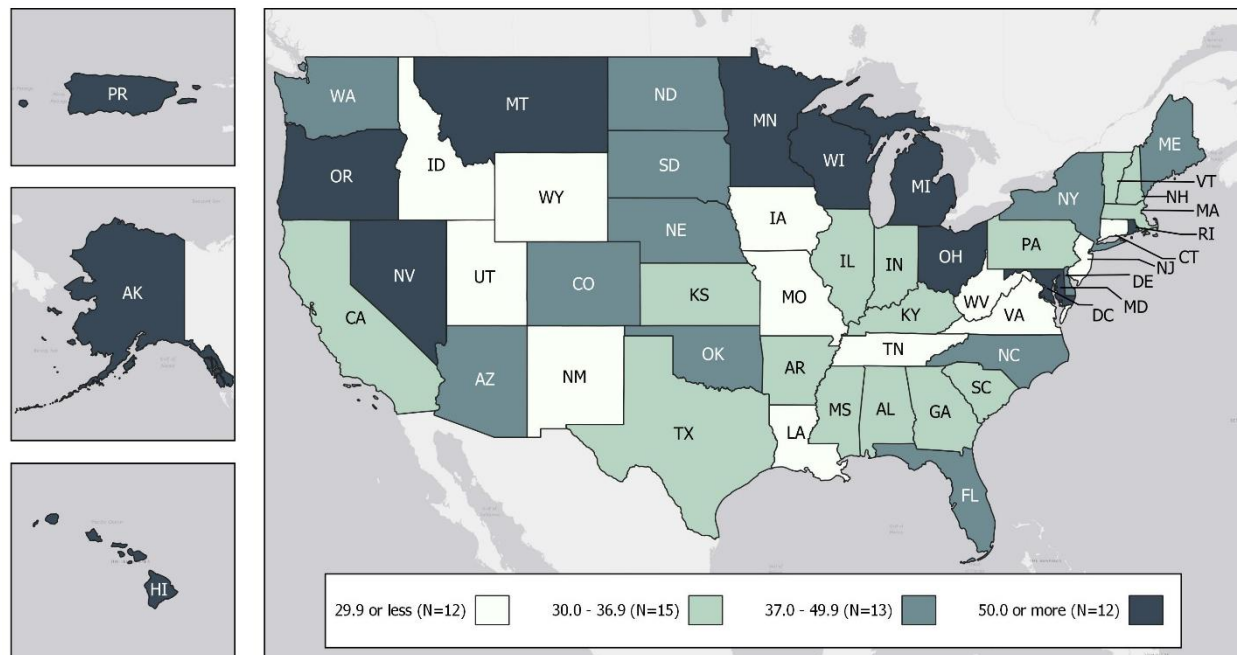 PR
AK
HI
WA
MT
ND
MN
ME
OR
ID
WY
SD
WI
MI
NY
VT
NH
MA
RI
CT
NJ
DE
MD
DC
NV
UT
CO
NE
IA
IL
IN
OH
PA
CA
KS
MO
KY
WV
VA
AZ
NM
OK
AR
TN
NC
SC
TX
LA
MS
AL
GA
FL
29.9 or less (N=12)
30.0 - 36.9 (N=15)
37.0 - 49.9 (N=13)
50.0 or more (N=12)